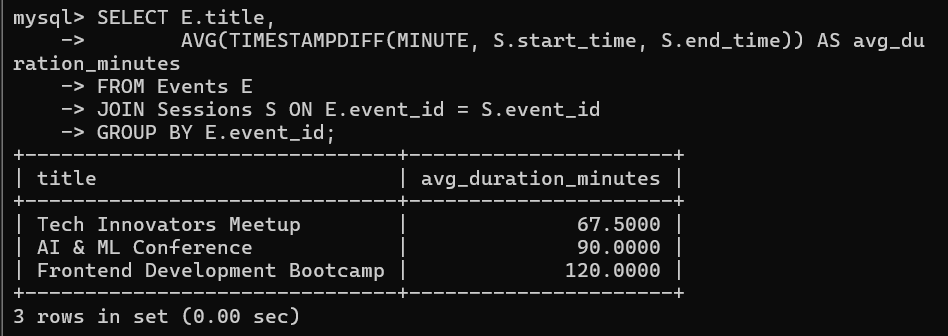 mysql> SELECT E.title,
    ->        AVG(TIMESTAMPDIFF(MINUTE, S.start_time, S.end_time)) AS avg_du
ration_minutes
    -> FROM Events E
    -> JOIN Sessions S ON E.event_id = S.event_id
    -> GROUP BY E.event_id;
+-------------------------------+----------------------+
| title                         | avg_duration_minutes |
+-------------------------------+----------------------+
| Tech Innovators Meetup        |              67.5000 |
| AI & ML Conference            |              90.0000 |
| Frontend Development Bootcamp |             120.0000 |
+-------------------------------+----------------------+
3 rows in set (0.00 sec)